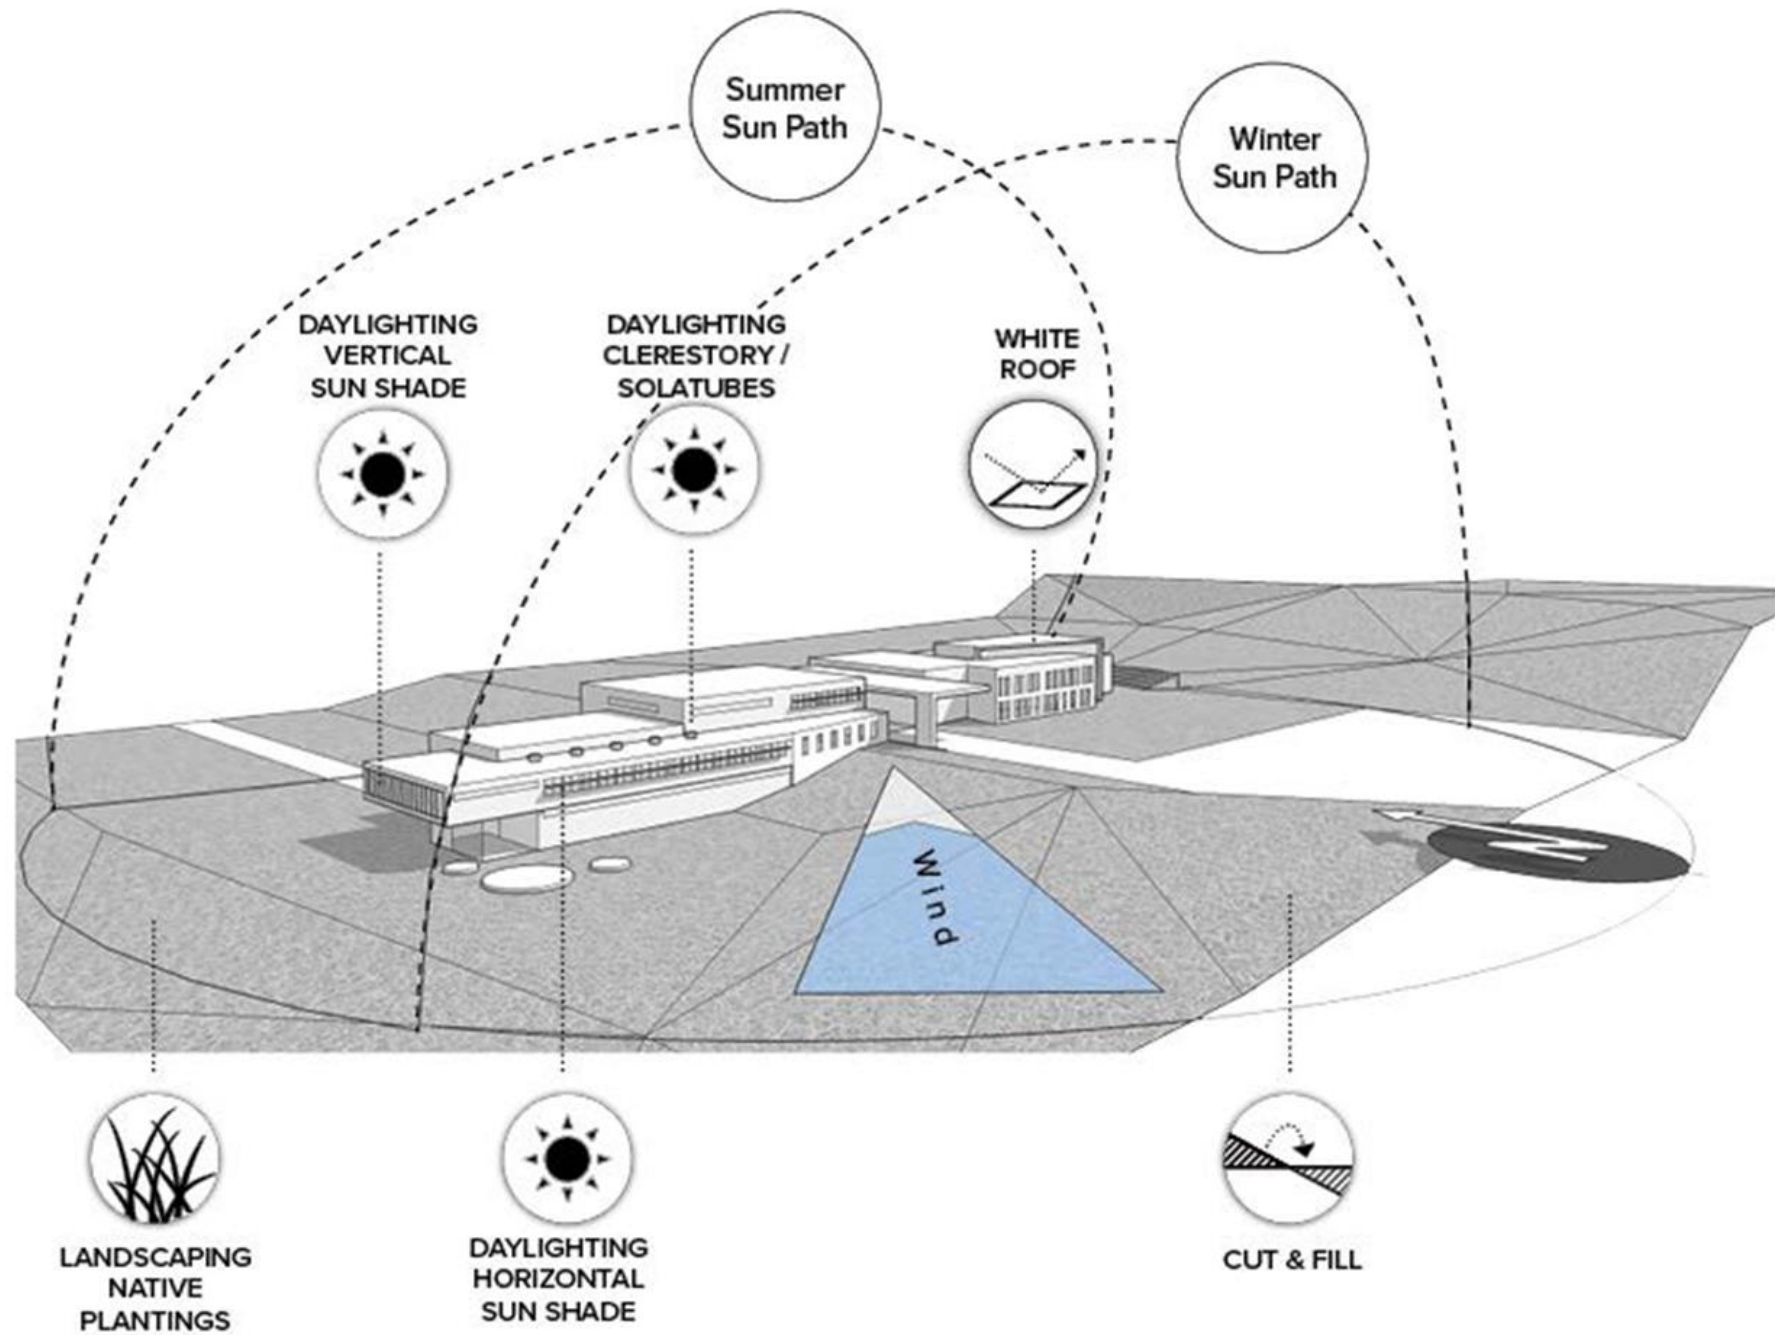 Summer
Sun Path
Winter
Sun Path
DAYLIGHTING
VERTICAL
SUN SHADE
DAYLIGHTING
CLERESTORY /
SOLATUBES
WHITE
ROOF
Wind
N
LANDSCAPING
NATIVE
PLANTINGS
DAYLIGHTING
HORIZONTAL
SUN SHADE
CUT & FILL